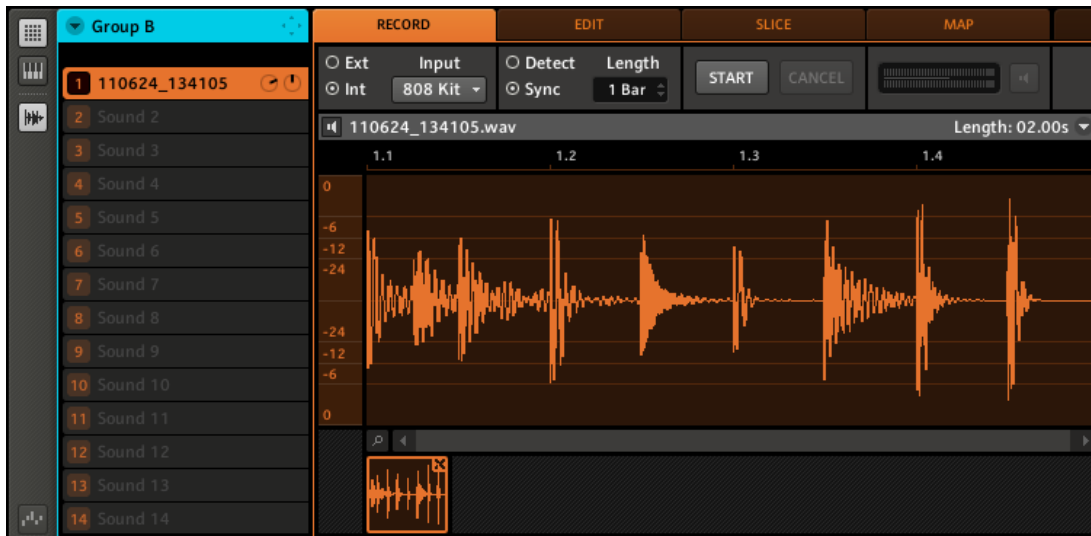 Group B
RECORD EDIT SLICE MAP
Ext Input Detect Length
Int 808 Kit Sync 1 Bar START CANCEL
1 110624_134105
2 Sound 2
3 Sound 3
4 Sound 4
5 Sound 5
6 Sound 6
7 Sound 7
8 Sound 8
9 Sound 9
10 Sound 10
11 Sound 11
12 Sound 12
13 Sound 13
14 Sound 14
110624_134105.wav Length: 02.00s
1.1 1.2 1.3 1.4
0
-6
-12
-24
-24
-12
-6
0